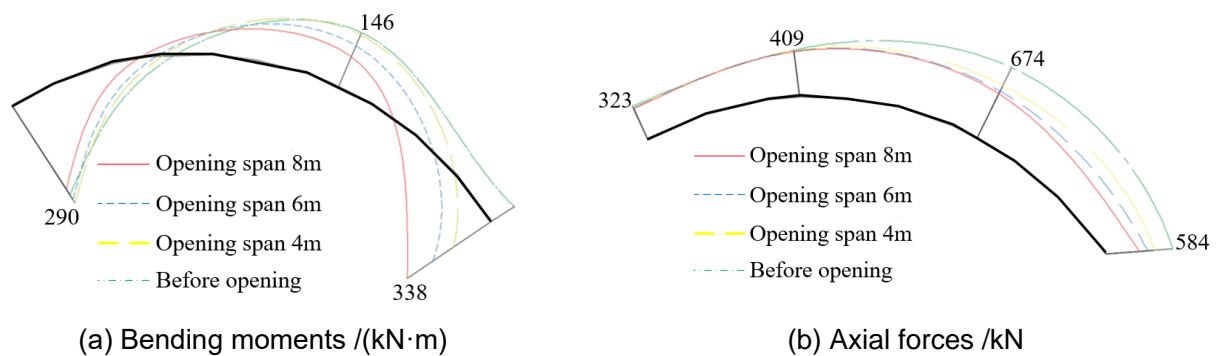 146
290
338
Opening span 8m
Opening span 6m
Opening span 4m
Before opening
(a) Bending moments /(kN·m)
323
409
674
584
Opening span 8m
Opening span 6m
Opening span 4m
Before opening
(b) Axial forces /kN